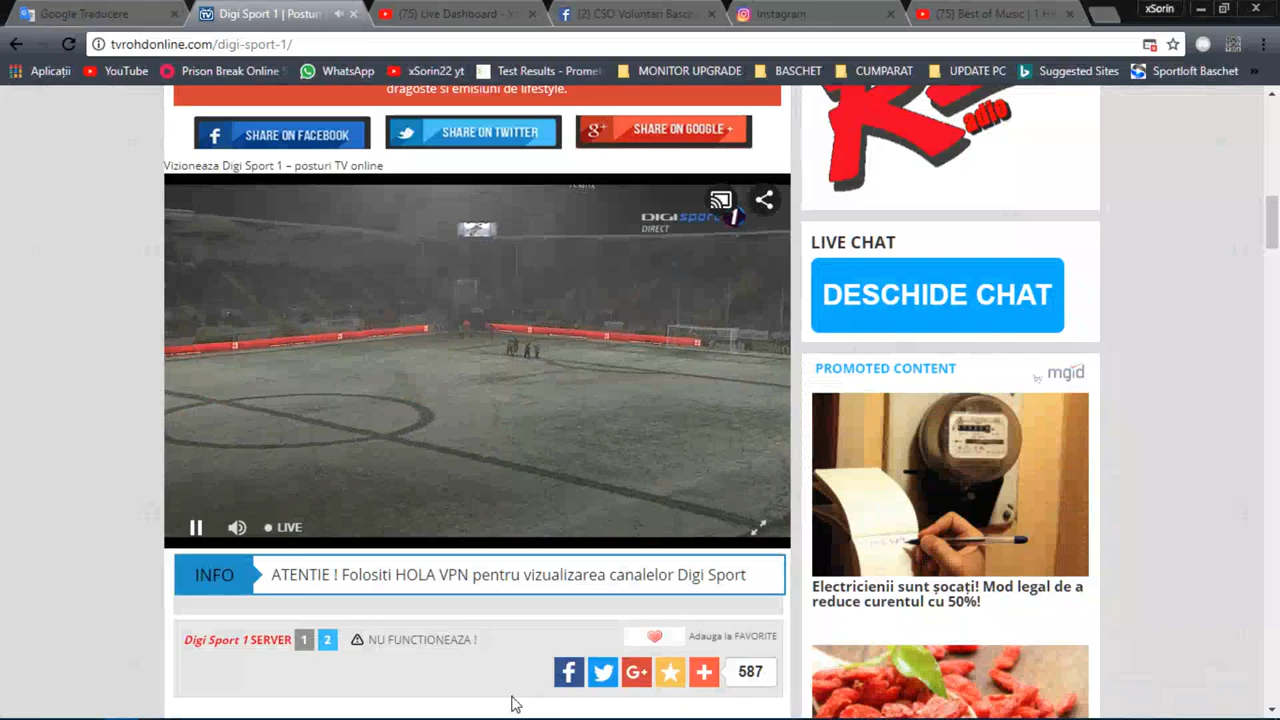 Google Traducere
Digi Sport 1 | Posturi
(75) Live Dashboard - Y
(2) CSO Voluntari Basc
Instagram
(75) Best of Music | 1 H
xSorin
tvrohdonline.com/digi-sport-1/
Aplicații
YouTube
Prison Break Online S
WhatsApp
xSorin22 yt
Test Results - Promet
MONITOR UPGRADE
BASCHET
CUMPARAT
UPDATE PC
Suggested Sites
Sportloft Baschet
dragoste si emisiuni de lifestyle.
SHARE ON FACEBOOK
SHARE ON TWITTER
SHARE ON GOOGLE +
adio
Vizioneaza Digi Sport 1 – posturi TV online
DIGI sport 1
DIRECT
LIVE
LIVE CHAT
DESCHIDE CHAT
PROMOTED CONTENT
by mgid
Electricienii sunt șocați! Mod legal de a
reduce curentul cu 50%!
INFO
ATENTIE ! Folositi HOLA VPN pentru vizualizarea canalelor Digi Sport
Digi Sport 1 SERVER 1 2 NU FUNCTIONEAZA !
Adauga la FAVORITE
587